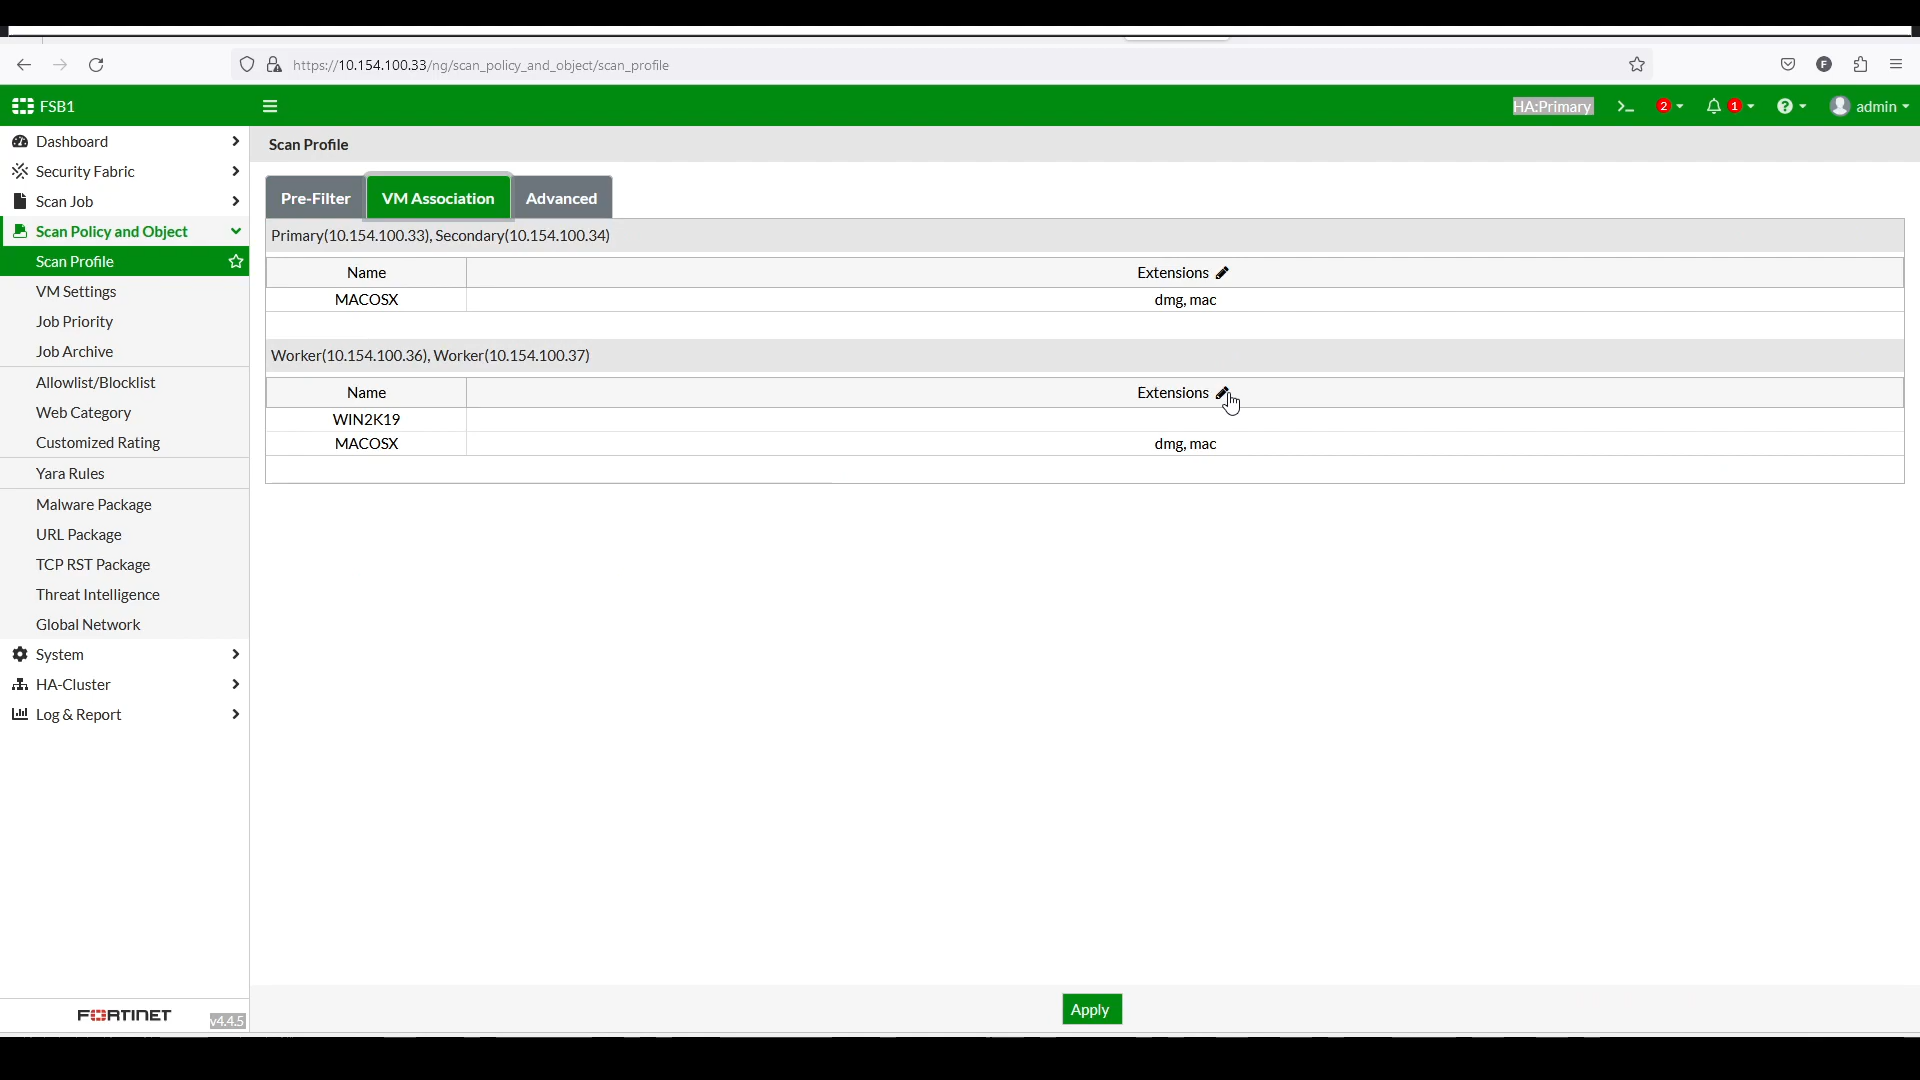 https://10.154.100.33/ng/scan_policy_and_object/scan_profile
F
FSB1
HA:Primary
2
1
admin
Dashboard
Security Fabric
Scan Job
Scan Policy and Object
Scan Profile
VM Settings
Job Priority
Job Archive
Allowlist/Blocklist
Web Category
Customized Rating
Yara Rules
Malware Package
URL Package
TCP RST Package
Threat Intelligence
Global Network
System
HA-Cluster
Log & Report
FORTINET
v4.4.5
Scan Profile
Pre-Filter
VM Association
Advanced
Primary(10.154.100.33), Secondary(10.154.100.34)
Name Extensions
MACOSX dmg, mac
Worker(10.154.100.36), Worker(10.154.100.37)
Name Extensions
WIN2K19
MACOSX dmg, mac
Apply